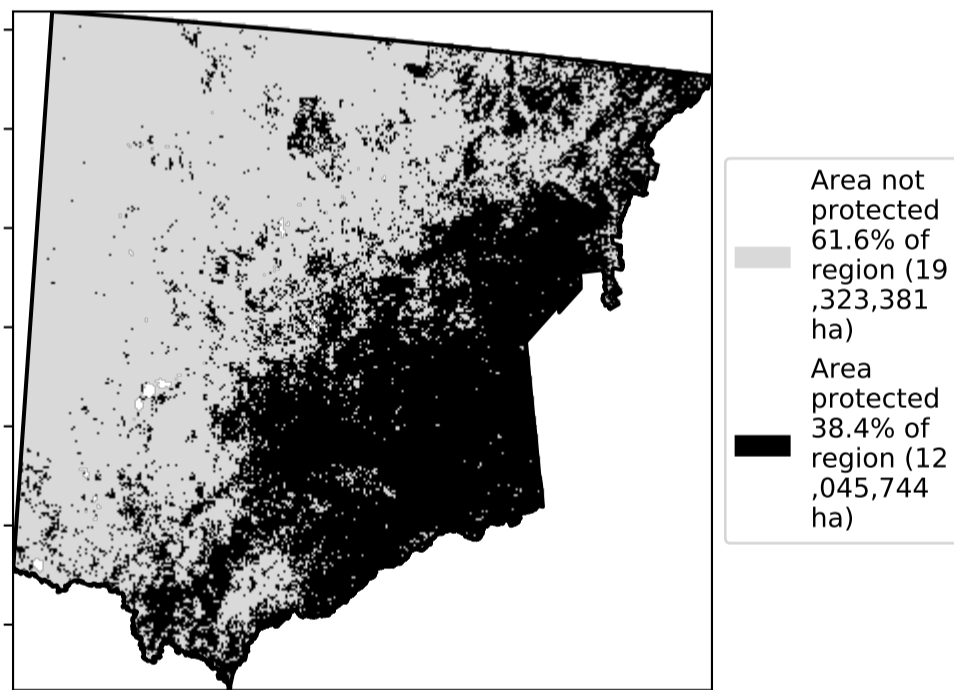 Area not
protected
61.6% of
region (19
,323,381
ha)
Area
protected
38.4% of
region (12
,045,744
ha)